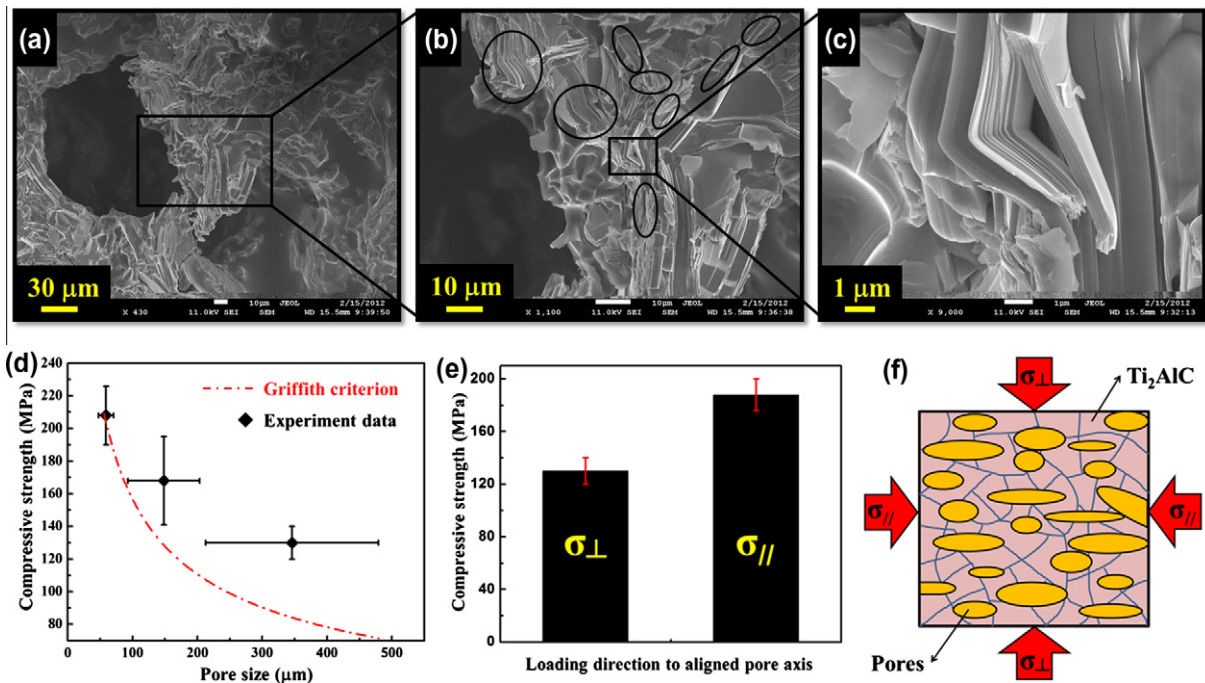 (a)
30 μm
10μm JEOL 2/15/2012
X 430 11.0kV SEI SEM WD 15.5mm 9:39:50
(b)
10 μm
10μm JEOL 2/15/2012
X 1,100 11.0kV SEI SEM WD 15.5mm 9:36:38
(c)
1 μm
1μm JEOL 2/15/2012
X 9,000 11.0kV SEI SEM WD 15.5mm 9:32:13
(d)
Compressive strength (MPa)
240
220
200
180
160
140
120
100
80
Griffith criterion
Experiment data
0 100 200 300 400 500
Pore size (μm)
(e)
Compressive strength (MPa)
200
160
120
80
40
0
σ⊥
σ//
Loading direction to aligned pore axis
(f)
σ⊥
Ti₂AlC
σ//
σ//
Pores
σ⊥